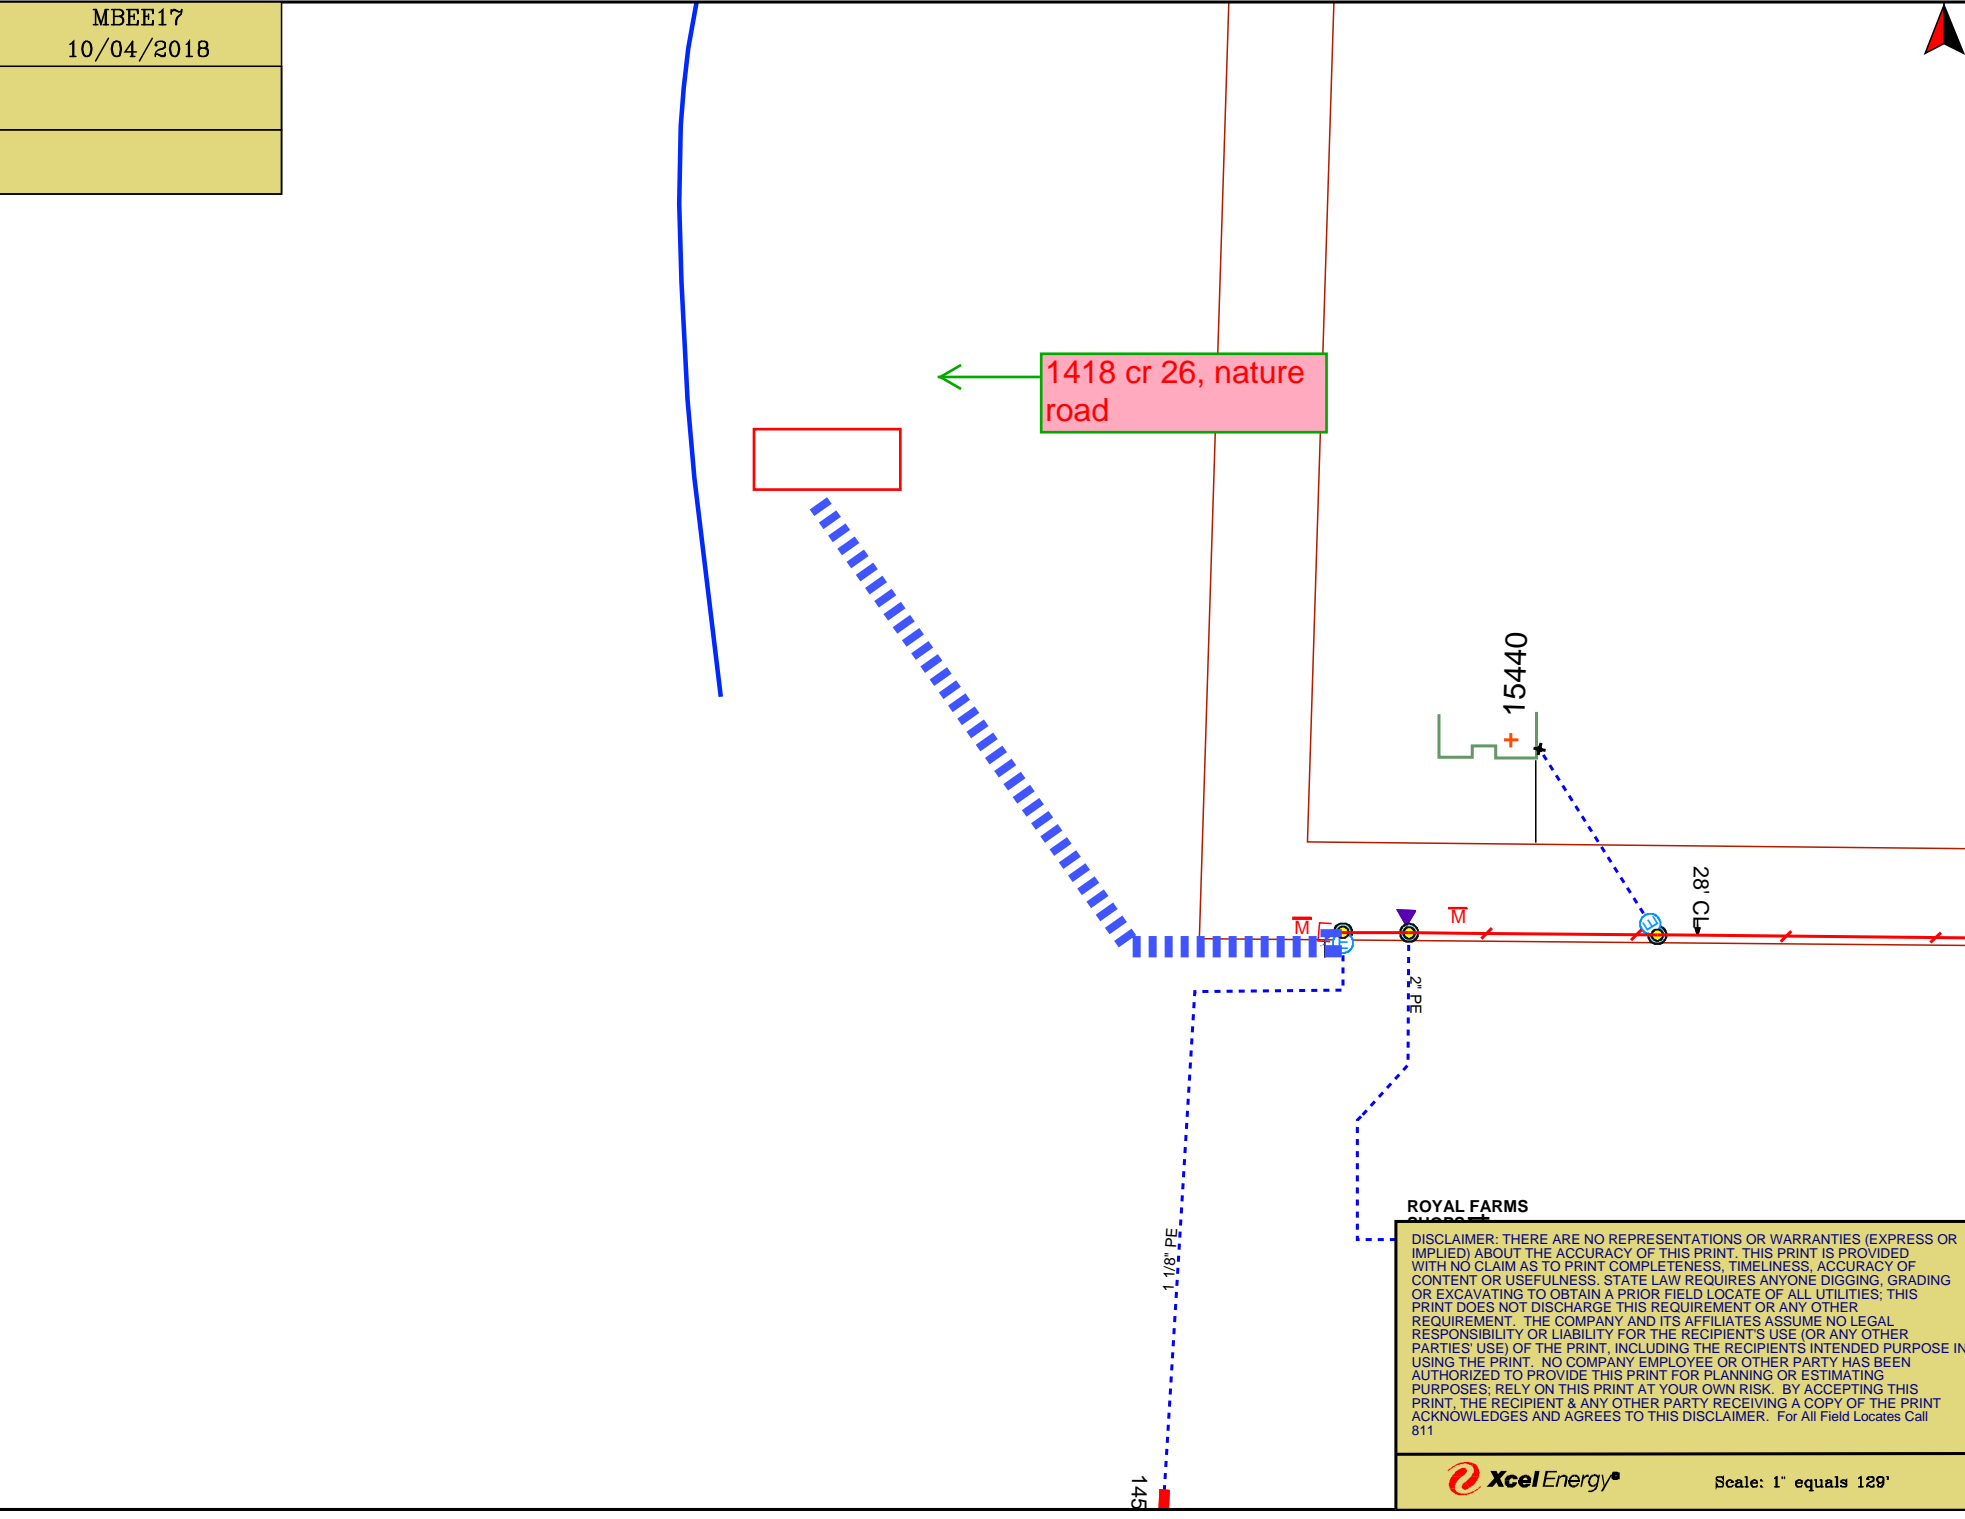 MBEE17
10/04/2018
1418 cr 26, nature
road
15440
28' CL
M
M
E
2" PE
1 1/8" PE
145
ROYAL FARMS
DISCLAIMER: THERE ARE NO REPRESENTATIONS OR WARRANTIES (EXPRESS OR
IMPLIED) ABOUT THE ACCURACY OF THIS PRINT. THIS PRINT IS PROVIDED
WITH NO CLAIM AS TO PRINT COMPLETENESS, TIMELINESS, ACCURACY OF
CONTENT OR USEFULNESS. STATE LAW REQUIRES ANYONE DIGGING, GRADING
OR EXCAVATING TO OBTAIN A PRIOR FIELD LOCATE OF ALL UTILITIES; THIS
PRINT DOES NOT DISCHARGE THIS REQUIREMENT OR ANY OTHER
REQUIREMENT. THE COMPANY AND ITS AFFILIATES ASSUME NO LEGAL
RESPONSIBILITY OR LIABILITY FOR THE RECIPIENT'S USE (OR ANY OTHER
PARTIES' USE) OF THE PRINT, INCLUDING THE RECIPIENTS INTENDED PURPOSE IN
USING THE PRINT. NO COMPANY EMPLOYEE OR OTHER PARTY HAS BEEN
AUTHORIZED TO PROVIDE THIS PRINT FOR PLANNING OR ESTIMATING
PURPOSES; RELY ON THIS PRINT AT YOUR OWN RISK. BY ACCEPTING THIS
PRINT, THE RECIPIENT & ANY OTHER PARTY RECEIVING A COPY OF THE PRINT
ACKNOWLEDGES AND AGREES TO THIS DISCLAIMER. For All Field Locates Call
811
Xcel Energy®
Scale: 1" equals 129'